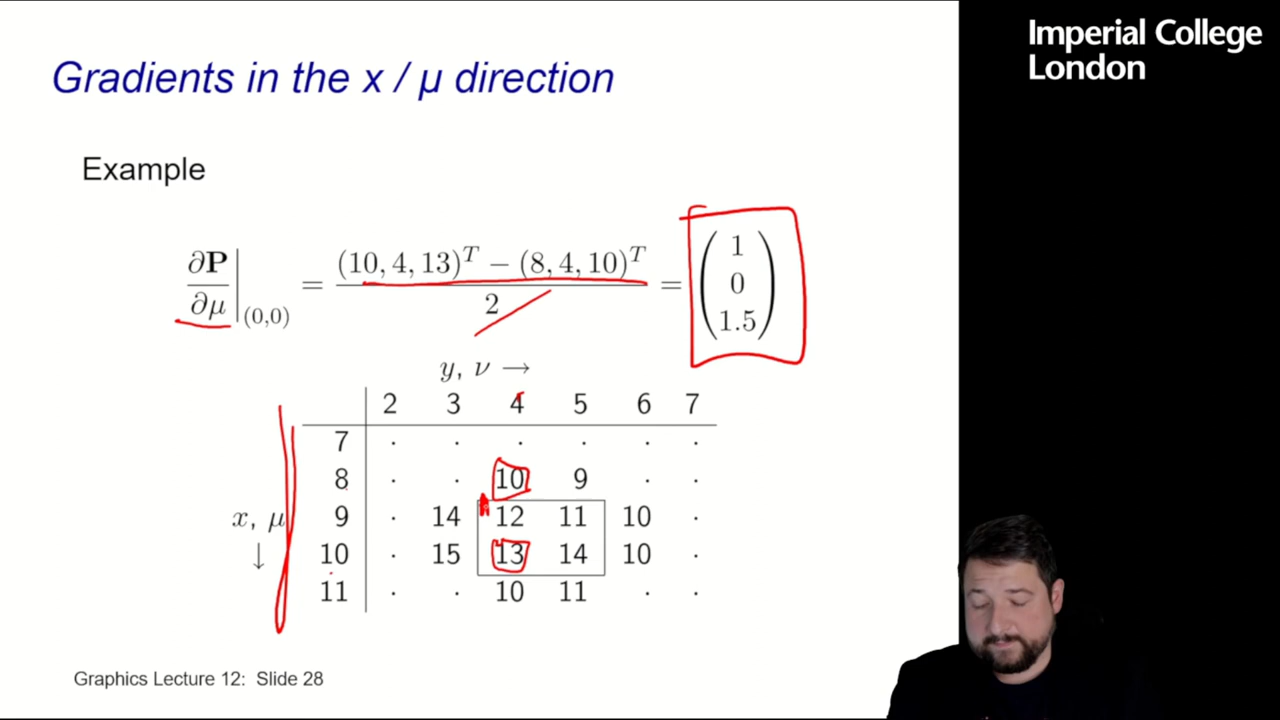 Imperial College
London
Gradients in the x / μ direction
Example
∂P/∂μ|(0,0) = (10, 4, 13)^T − (8, 4, 10)^T / 2 = (1 0 1.5)
y, ν →
2 3 4 5 6 7
7 · · · · · ·
8 · · 10 9 · ·
x, μ 9 · 14 12 11 10 ·
↓ 10 · 15 13 14 10 ·
11 · · 10 11 · ·
Graphics Lecture 12: Slide 28